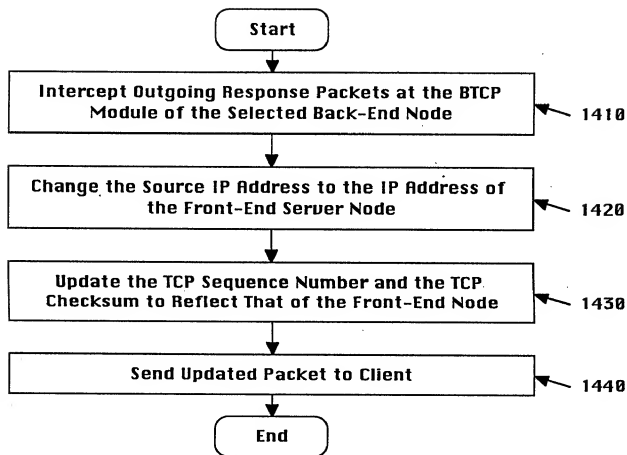 Start
Intercept Outgoing Response Packets at the BTCP
Module of the Selected Back-End Node
1410
Change the Source IP Address to the IP Address of
the Front-End Server Node
1420
Update the TCP Sequence Number and the TCP
Checksum to Reflect That of the Front-End Node
1430
Send Updated Packet to Client
1440
End